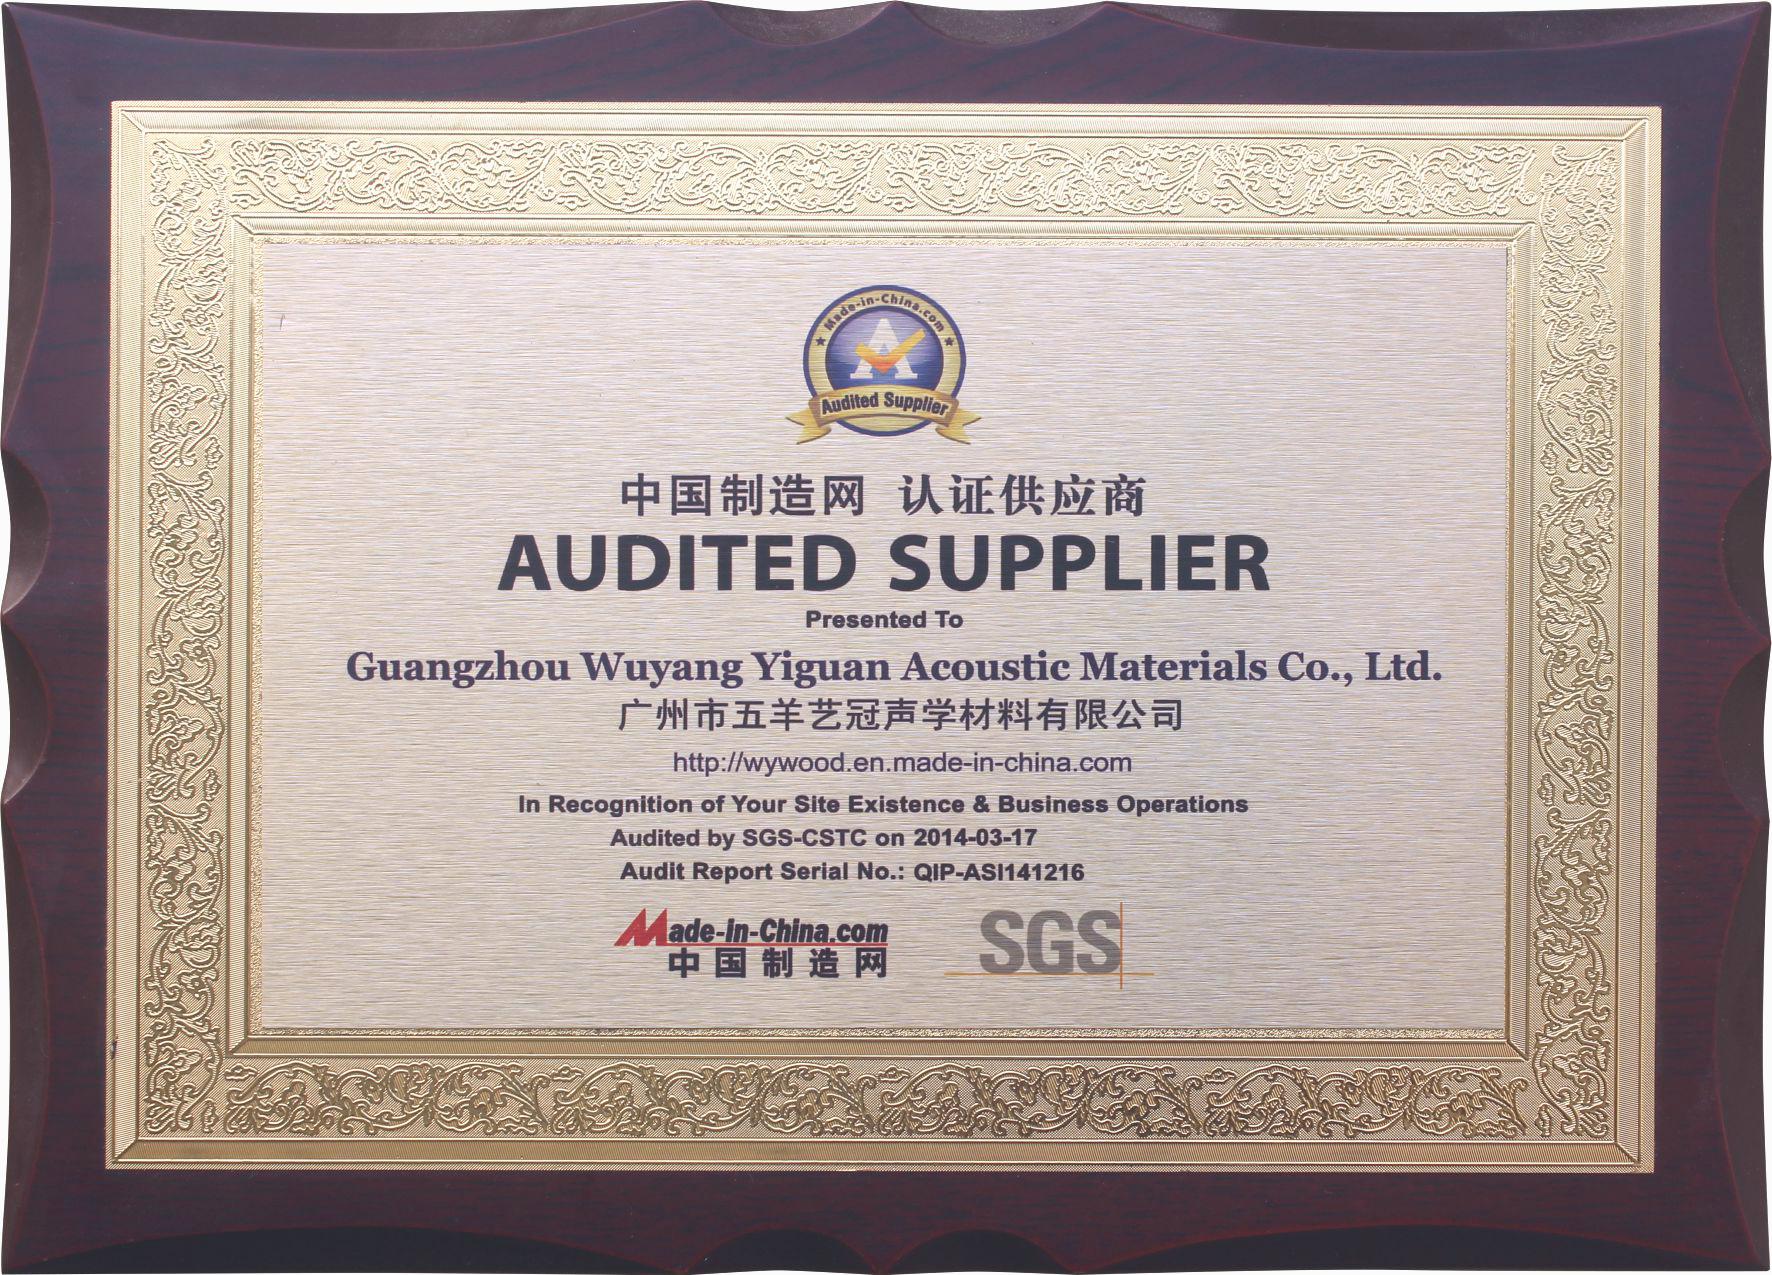 Made-in-China.com
A
Audited Supplier
中国制造网 认证供应商
AUDITED SUPPLIER
Presented To
Guangzhou Wuyang Yiguan Acoustic Materials Co., Ltd.
广州市五羊艺冠声学材料有限公司
http://wywood.en.made-in-china.com
In Recognition of Your Site Existence & Business Operations
Audited by SGS-CSTC on 2014-03-17
Audit Report Serial No.: QIP-ASI141216
Made-in-China.com
中国制造网
SGS